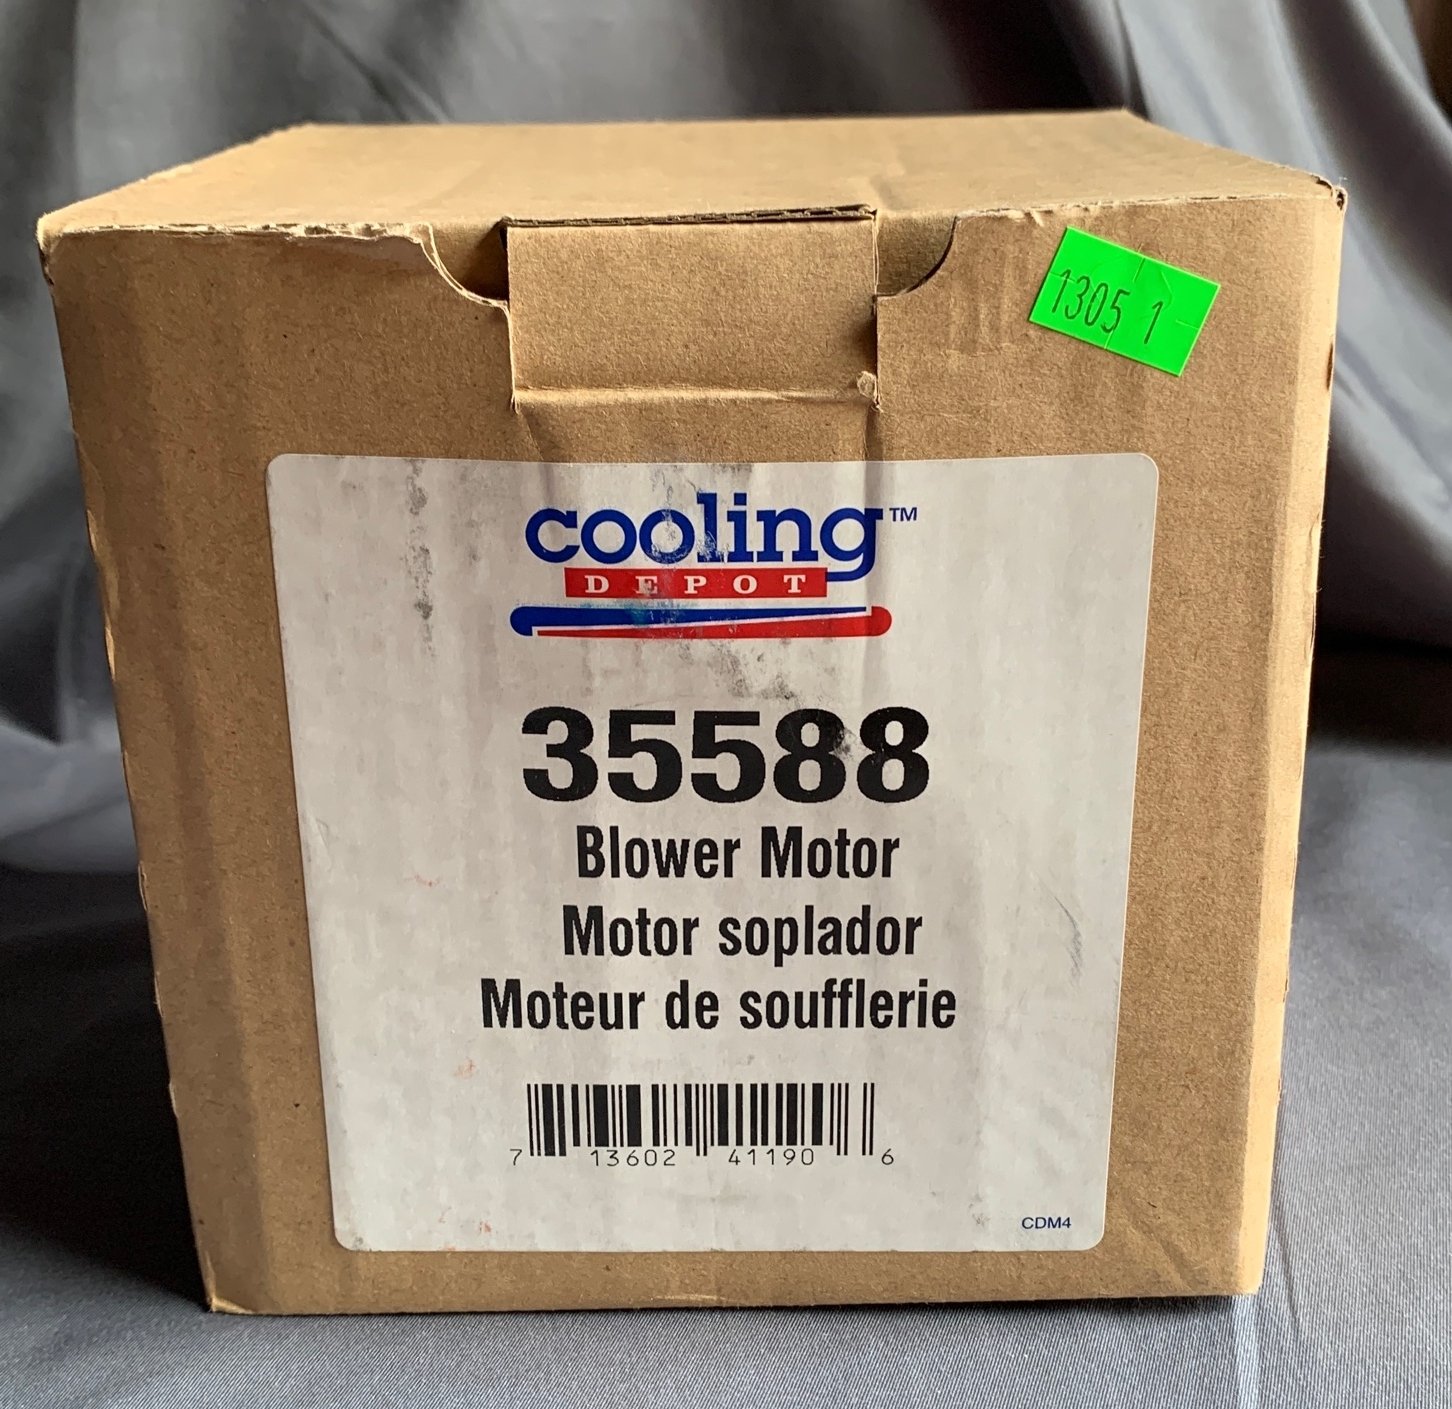 1305 1
cooling™
DEPOT
35588
Blower Motor
Motor soplador
Moteur de soufflerie
7 13602 41190 6
CDM4